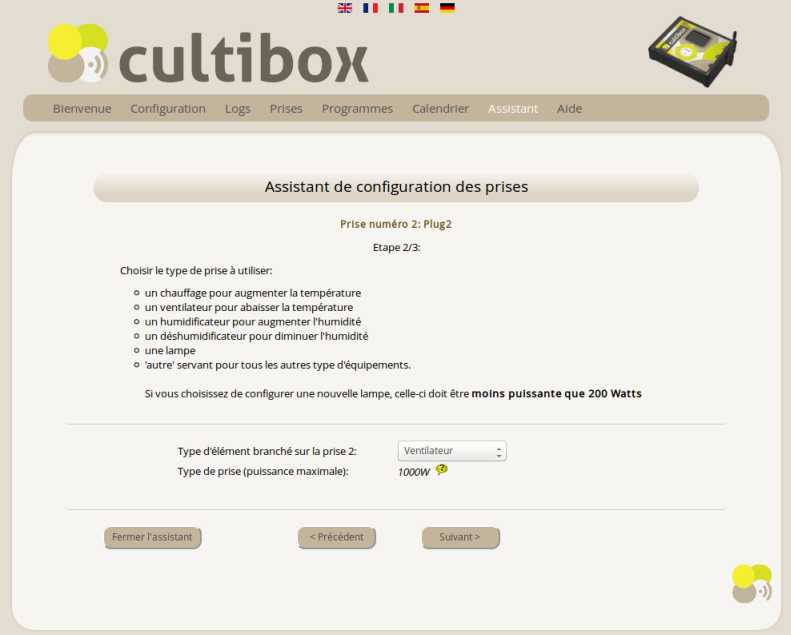 cultibox
cultibox
Bienvenue Configuration Logs Prises Programmes Calendrier Assistant Aide
Assistant de configuration des prises
Prise numéro 2: Plug2
Etape 2/3:
Choisir le type de prise à utiliser:
un chauffage pour augmenter la température
un ventilateur pour abaisser la température
un humidificateur pour augmenter l'humidité
un déshumidificateur pour diminuer l'humidité
une lampe
'autre' servant pour tous les autres type d'équipements.
Si vous choisissez de configurer une nouvelle lampe, celle-ci doit être moins puissante que 200 Watts
Type d'élément branché sur la prise 2: Ventilateur
Type de prise (puissance maximale): 1000W ?
Fermer l'assistant < Précédent Suivant >